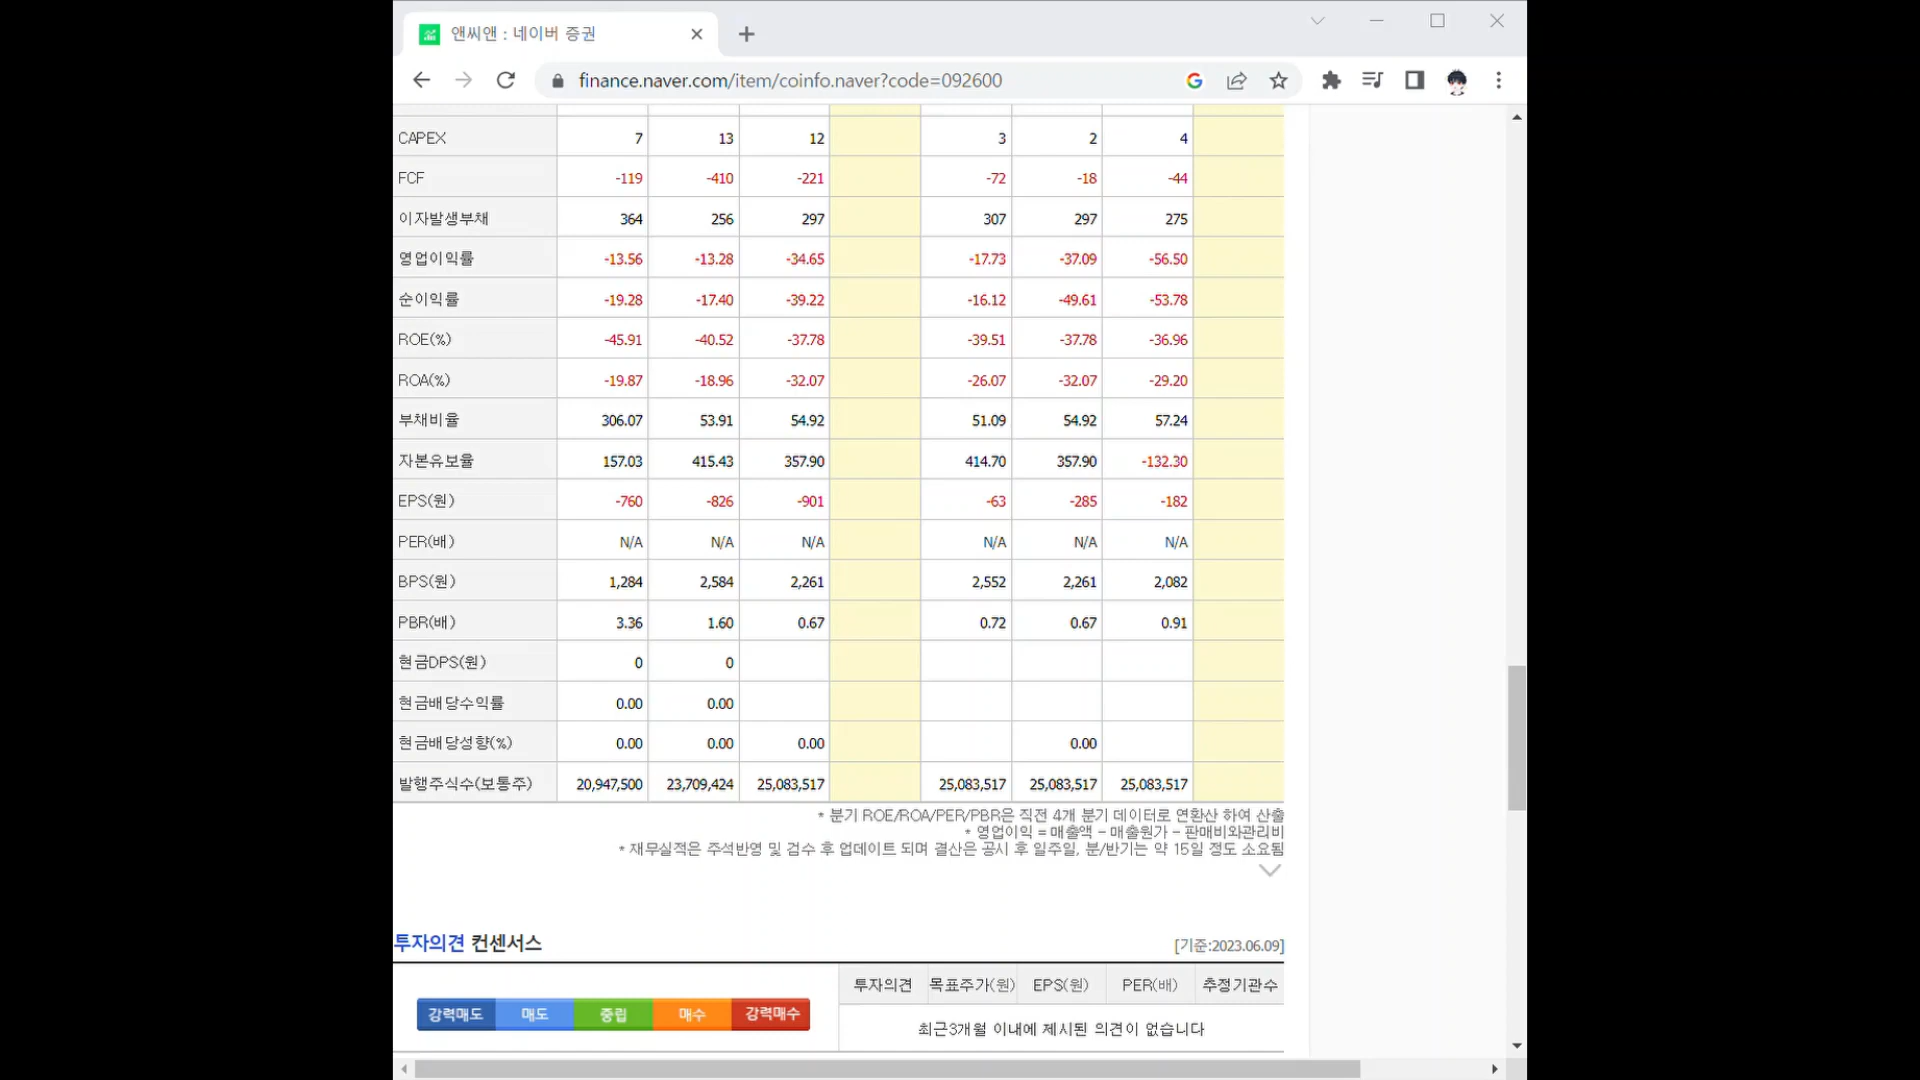 앤씨앤 : 네이버 증권
finance.naver.com/item/coinfo.naver?code=092600
CAPEX 7 13 12 3 2 4
FCF -119 -410 -221 -72 -18 -44
이자발생부채 364 256 297 307 297 275
영업이익률 -13.56 -13.28 -34.65 -17.73 -37.09 -56.50
순이익률 -19.28 -17.40 -39.22 -16.12 -49.61 -53.78
ROE(%) -45.91 -40.52 -37.78 -39.51 -37.78 -36.96
ROA(%) -19.87 -18.96 -32.07 -26.07 -32.07 -29.20
부채비율 306.07 53.91 54.92 51.09 54.92 57.24
자본유보율 157.03 415.43 357.90 414.70 357.90 -132.30
EPS(원) -760 -826 -901 -63 -285 -182
PER(배) N/A N/A N/A N/A N/A N/A
BPS(원) 1,284 2,584 2,261 2,552 2,261 2,082
PBR(배) 3.36 1.60 0.67 0.72 0.67 0.91
현금DPS(원) 0 0
현금배당수익률 0.00 0.00
현금배당성향(%) 0.00 0.00 0.00 0.00
발행주식수(보통주) 20,947,500 23,709,424 25,083,517 25,083,517 25,083,517 25,083,517
* 분기 ROE/ROA/PER/PBR은 직전 4개 분기 데이터로 연환산 하여 산출
* 영업이익 = 매출액 - 매출원가 - 판매비와관리비
* 재무실적은 주석반영 및 검수 후 업데이트 되며 결산은 공시 후 일주일, 분/반기는 약 15일 정도 소요됨
투자의견 컨센서스 [기준:2023.06.09]
투자의견 목표주가(원) EPS(원) PER(배) 추정기관수
강력매도 매도 중립 매수 강력매수
최근3개월 이내에 제시된 의견이 없습니다